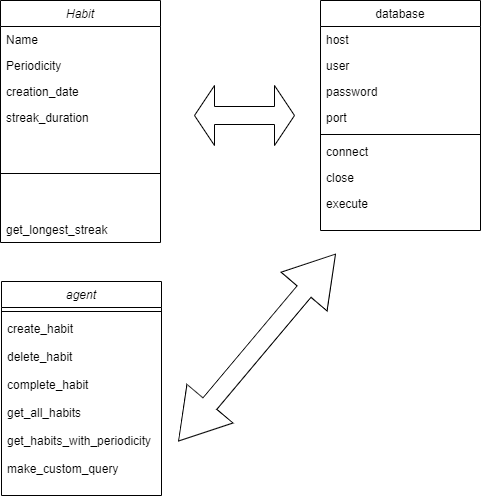 Habit
Name
Periodicity
creation_date
streak_duration
get_longest_streak
database
host
user
password
port
connect
close
execute
agent
create_habit
delete_habit
complete_habit
get_all_habits
get_habits_with_periodicity
make_custom_query